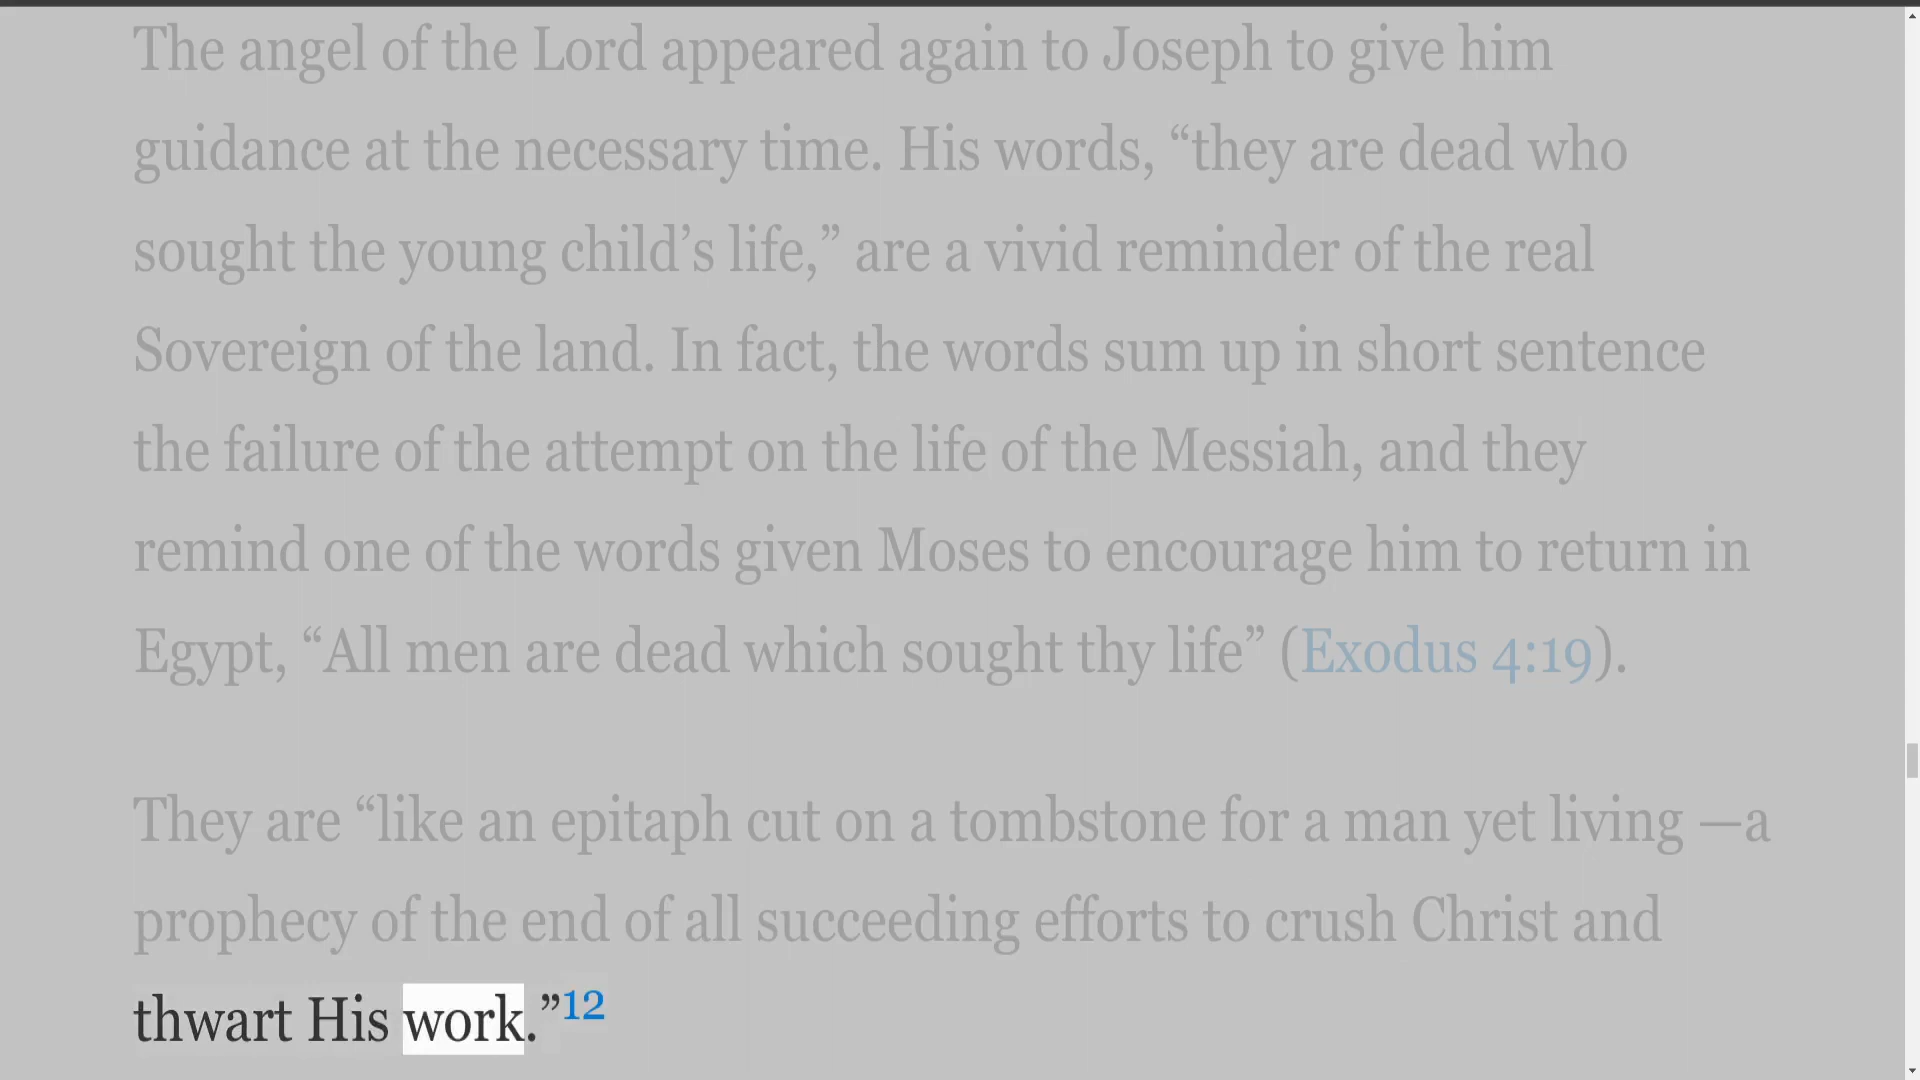 The angel of the Lord appeared again to Joseph to give him
guidance at the necessary time. His words, “they are dead who
sought the young child’s life,” are a vivid reminder of the real
Sovereign of the land. In fact, the words sum up in short sentence
the failure of the attempt on the life of the Messiah, and they
remind one of the words given Moses to encourage him to return in
Egypt, “All men are dead which sought thy life” (Exodus 4:19).
They are “like an epitaph cut on a tombstone for a man yet living —a
prophecy of the end of all succeeding efforts to crush Christ and
thwart His work.”12